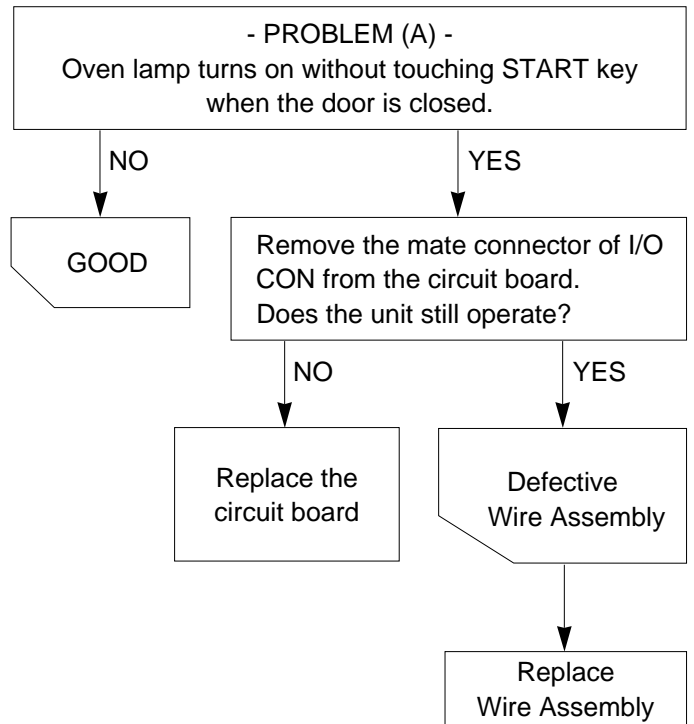 - PROBLEM (A) -
Oven lamp turns on without touching START key
when the door is closed.
NO
YES
GOOD
Remove the mate connector of I/O
CON from the circuit board.
Does the unit still operate?
NO
YES
Replace the
circuit board
Defective
Wire Assembly
Replace
Wire Assembly